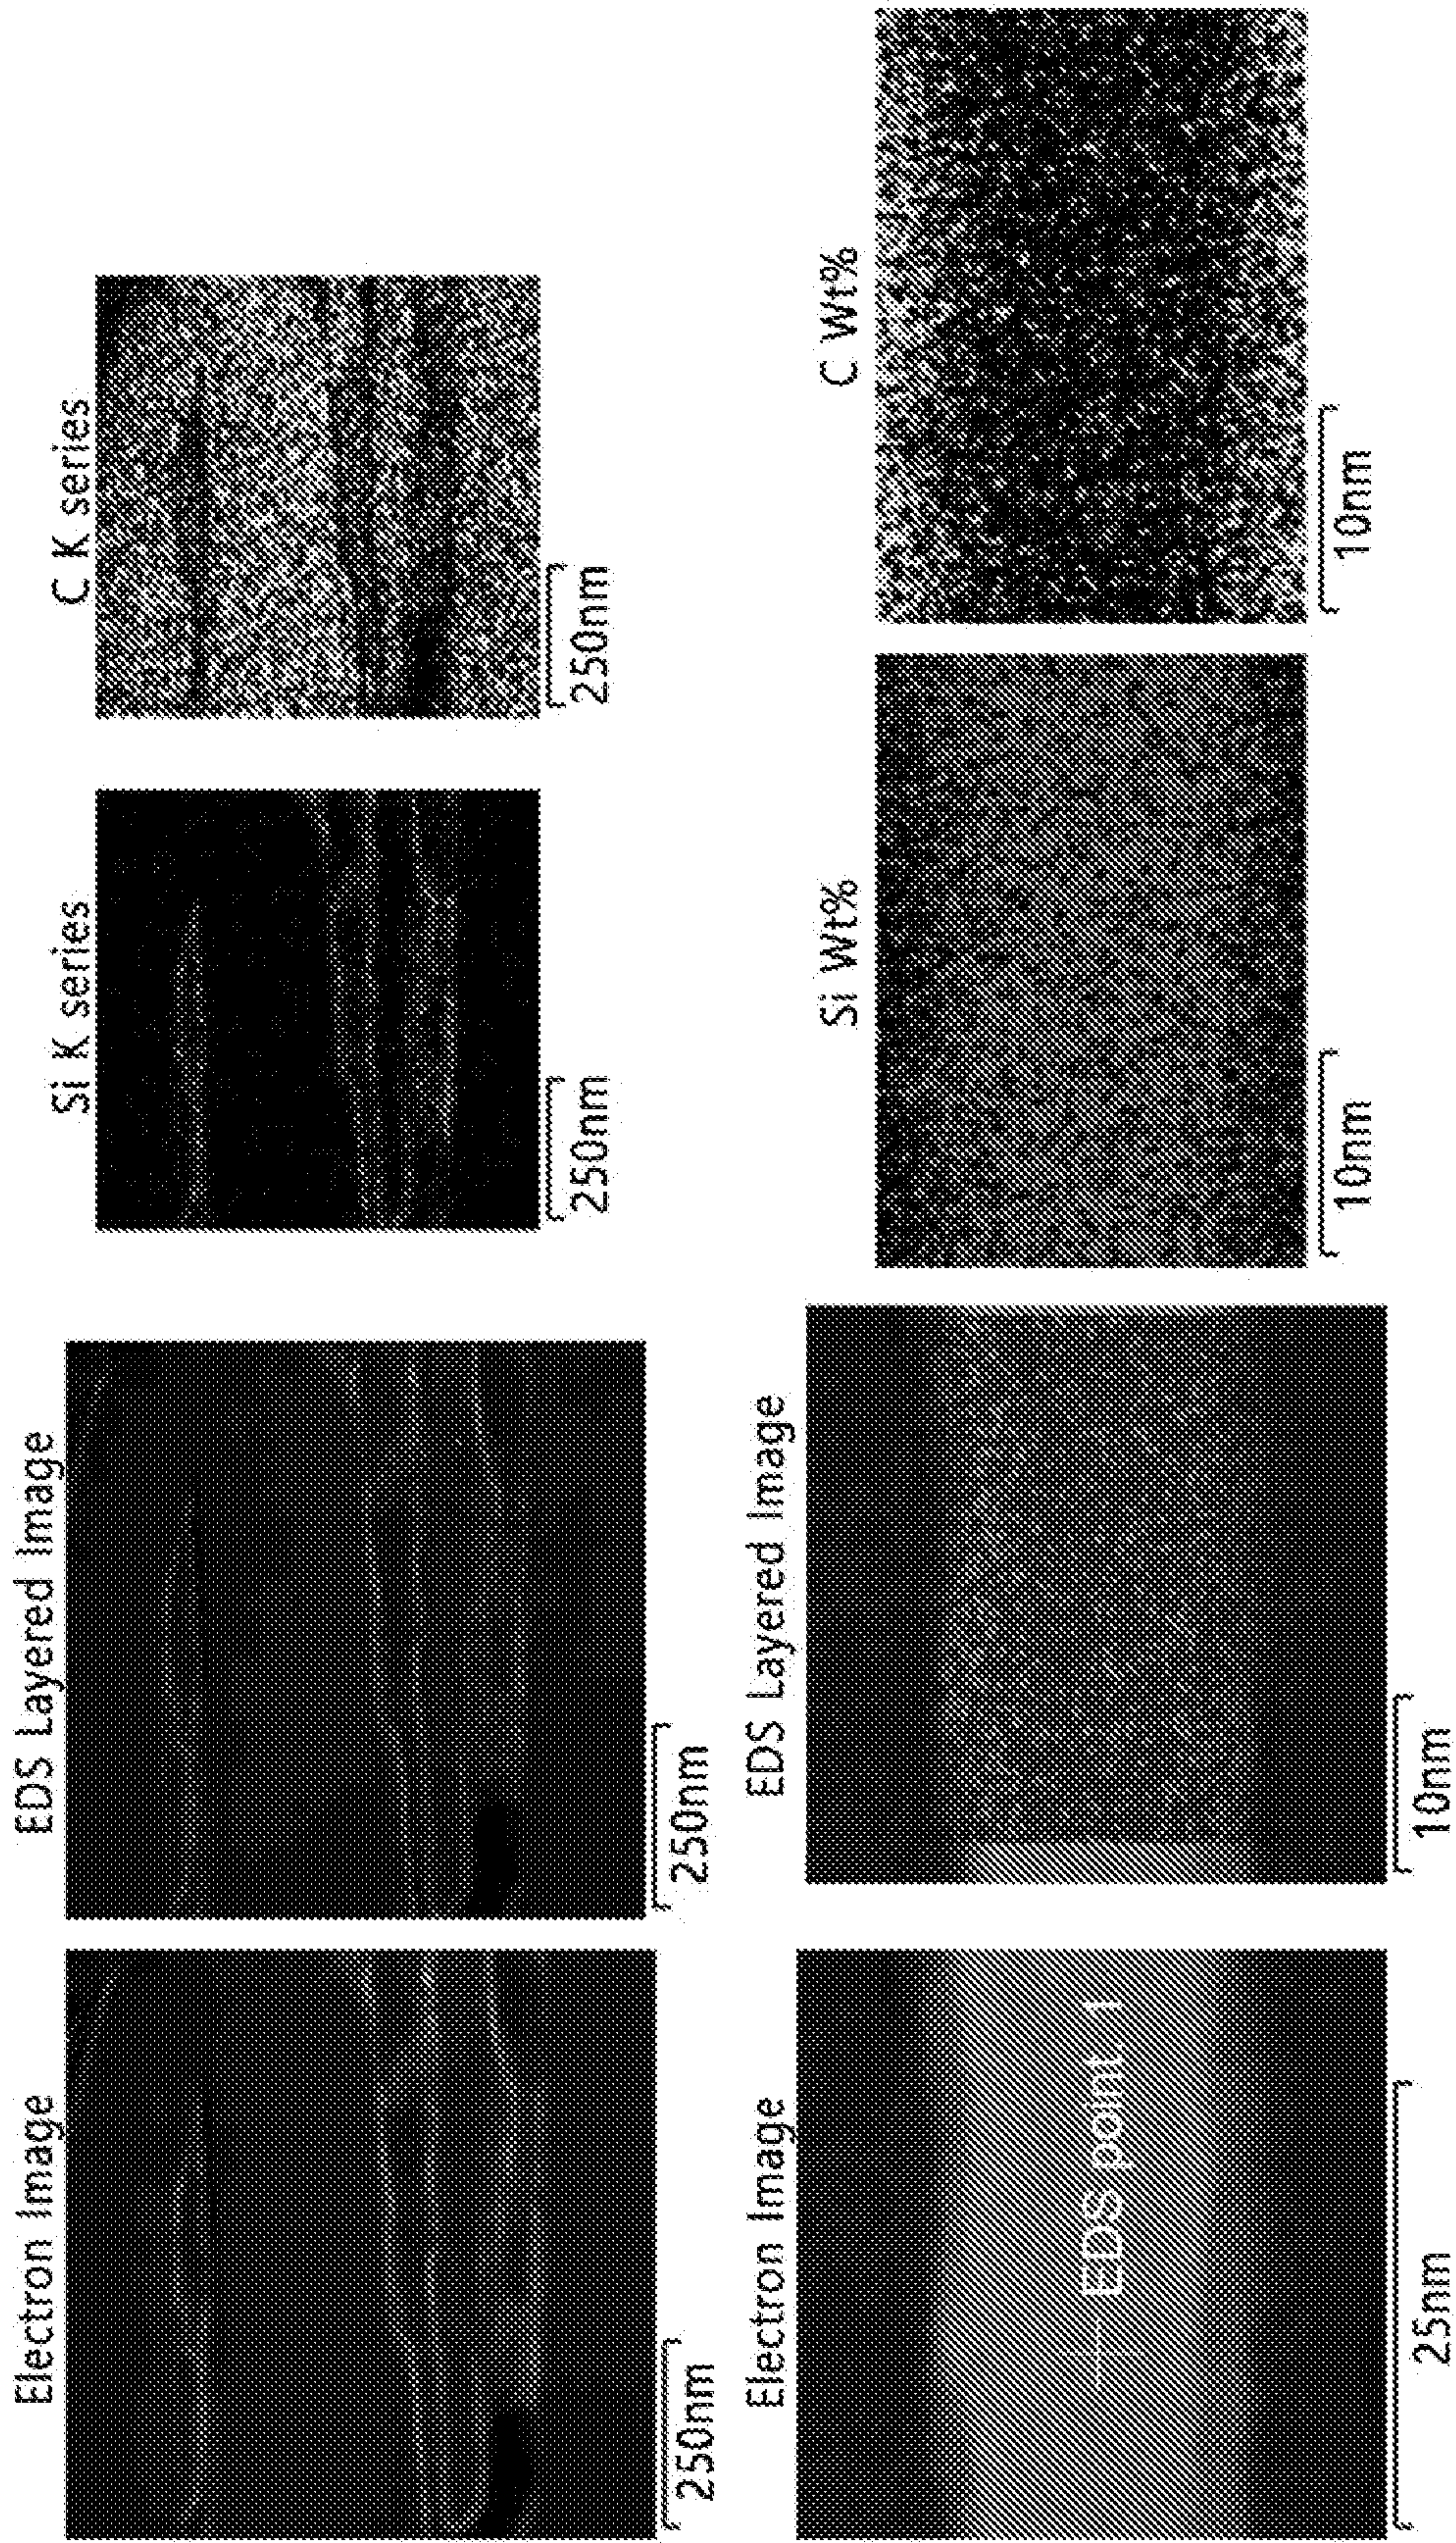 Electron Image
250nm
EDS Layered Image
250nm
Si K series
250nm
C K series
250nm
Electron Image
EDS point 1
25nm
EDS Layered Image
10nm
Si Wt%
10nm
C Wt%
10nm